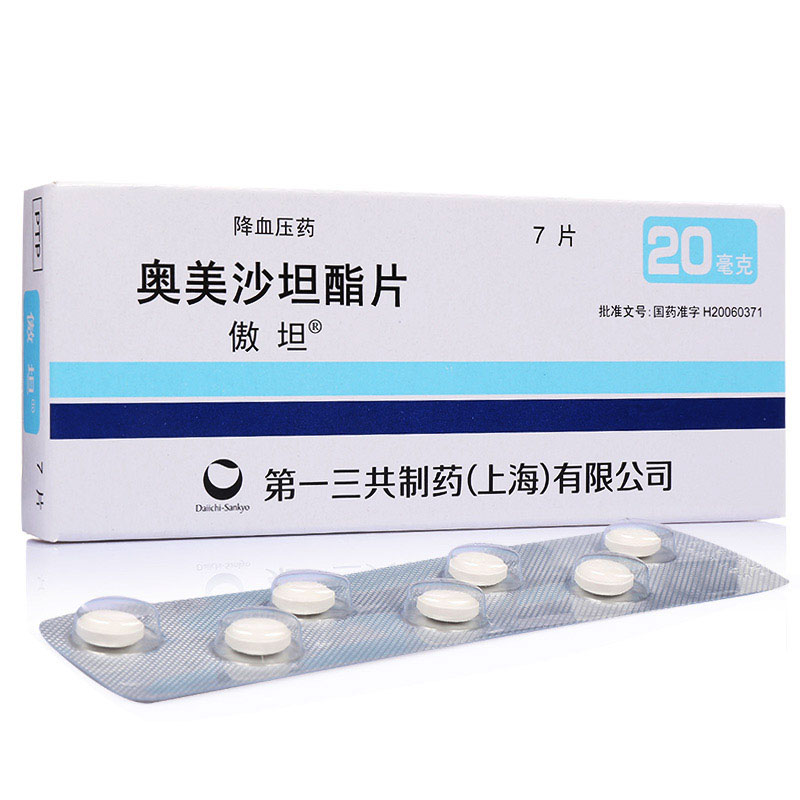 降血压药
7 片
20毫克
奥美沙坦酯片
批准文号:国药准字 H20060371
傲 坦®
第一三共制药(上海)有限公司
Daiichi-Sankyo
PTP
傲 坦®
7 片